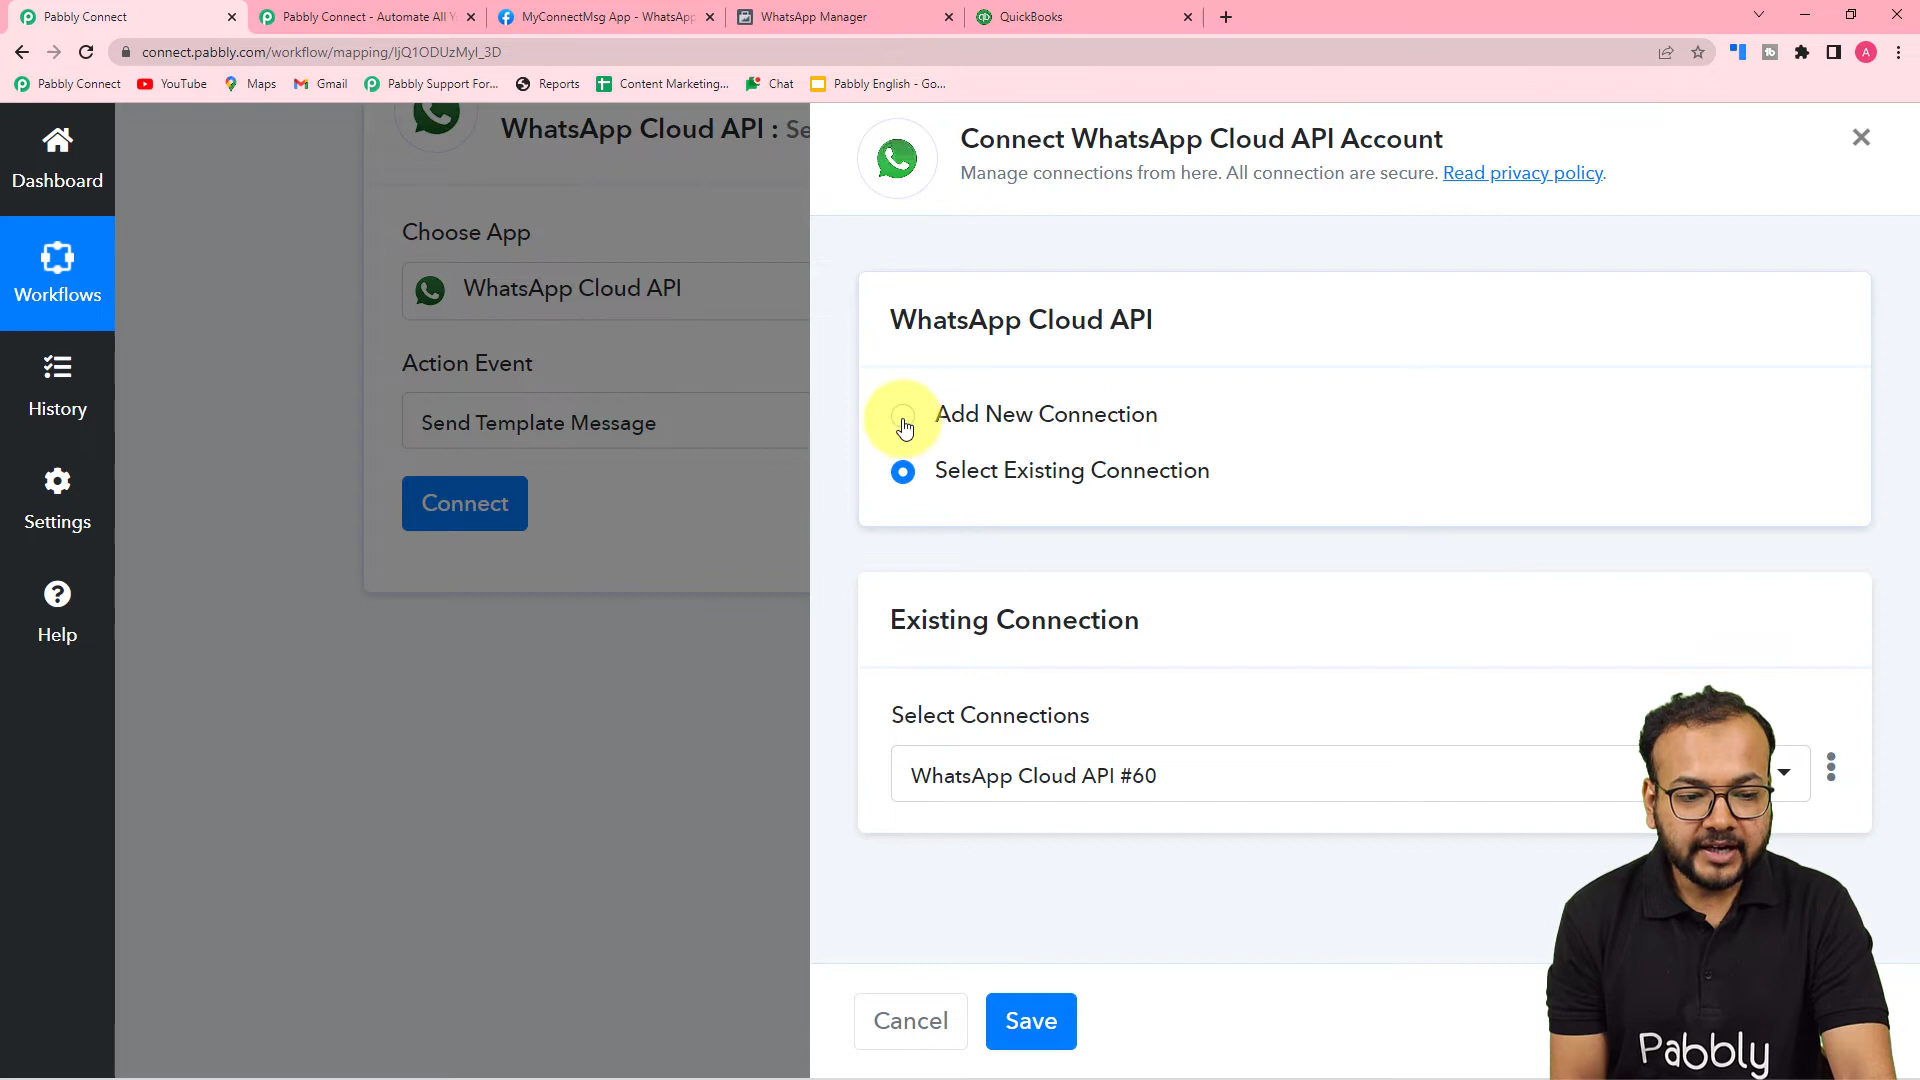 Pabbly Connect
Pabbly Connect - Automate All Y
MyConnectMsg App - WhatsApp
WhatsApp Manager
QuickBooks
connect.pabbly.com/workflow/mapping/IjQ1ODUzMyI_3D
A
Pabbly Connect
YouTube
Maps
Gmail
Pabbly Support For...
Reports
Content Marketing...
Chat
Pabbly English - Go...
Dashboard
Workflows
History
Settings
Help
WhatsApp Cloud API : Se
Choose App
WhatsApp Cloud API
Action Event
Send Template Message
Connect
Connect WhatsApp Cloud API Account
Manage connections from here. All connection are secure. Read privacy policy.
WhatsApp Cloud API
Add New Connection
Select Existing Connection
Existing Connection
Select Connections
WhatsApp Cloud API #60
Cancel
Save
Pabbly